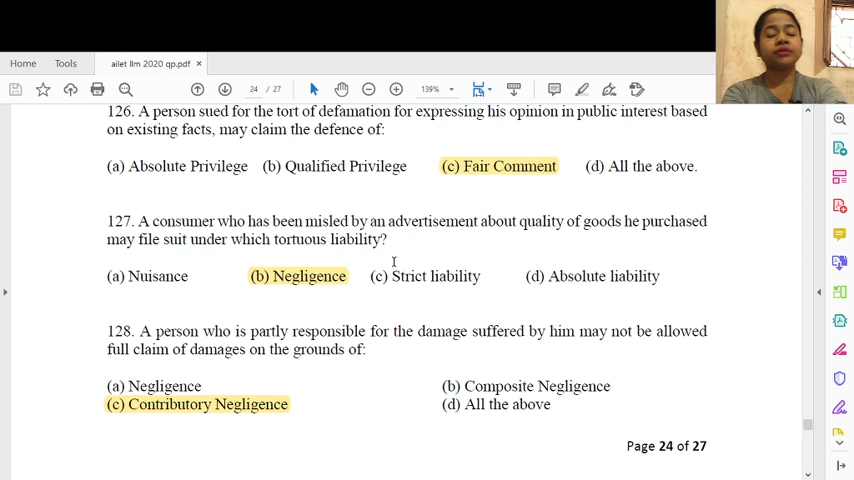 Home Tools ailet llm 2020 qp.pdf ×
24 / 27 139%
126. A person sued for the tort of defamation for expressing his opinion in public interest based
on existing facts, may claim the defence of:
(a) Absolute Privilege (b) Qualified Privilege (c) Fair Comment (d) All the above.
127. A consumer who has been misled by an advertisement about quality of goods he purchased
may file suit under which tortuous liability?
(a) Nuisance (b) Negligence (c) Strict liability (d) Absolute liability
128. A person who is partly responsible for the damage suffered by him may not be allowed
full claim of damages on the grounds of:
(a) Negligence (b) Composite Negligence
(c) Contributory Negligence (d) All the above
Page 24 of 27